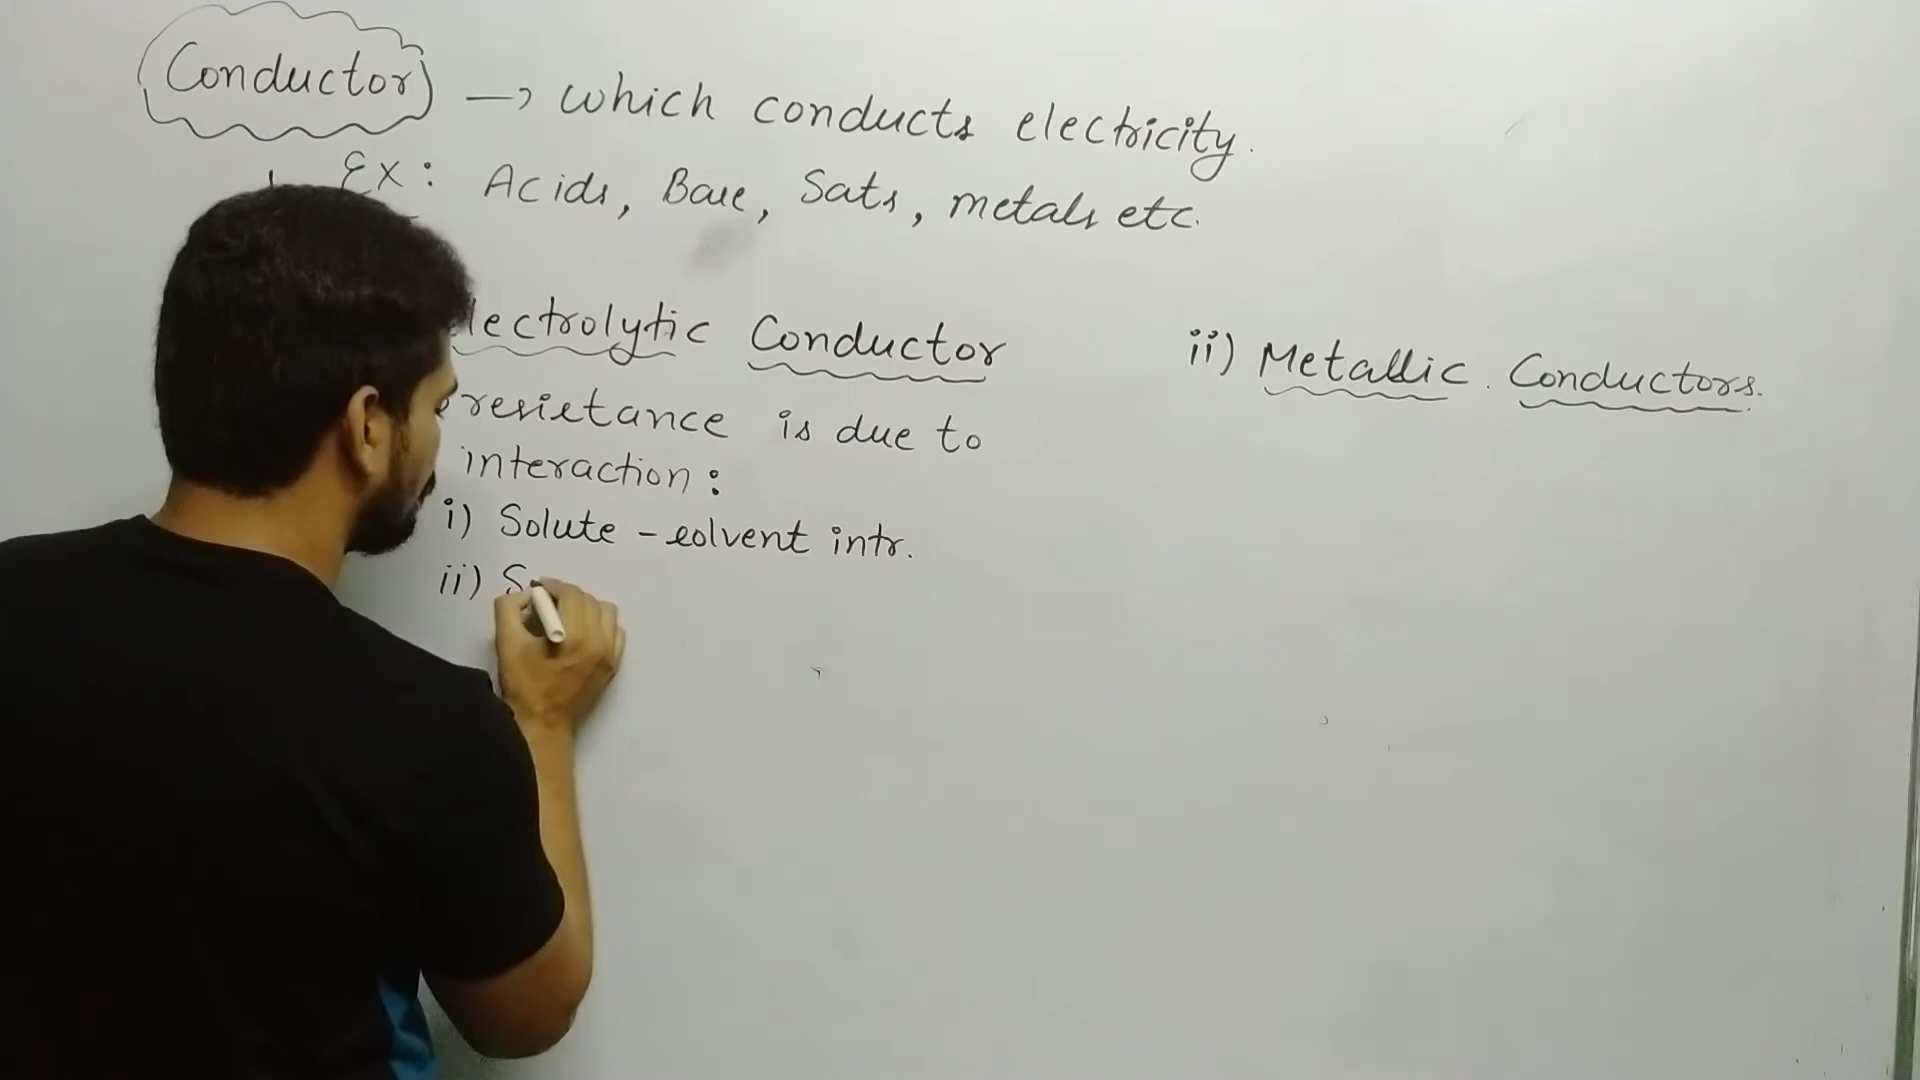 Conductor → which conducts electricity.
Ex: Acids, Base, Sats, metals etc.
lectrolytic Conductor
ii) Metallic Conductors.
resistance is due to
interaction:
i) Solute - solvent intr.
ii) S